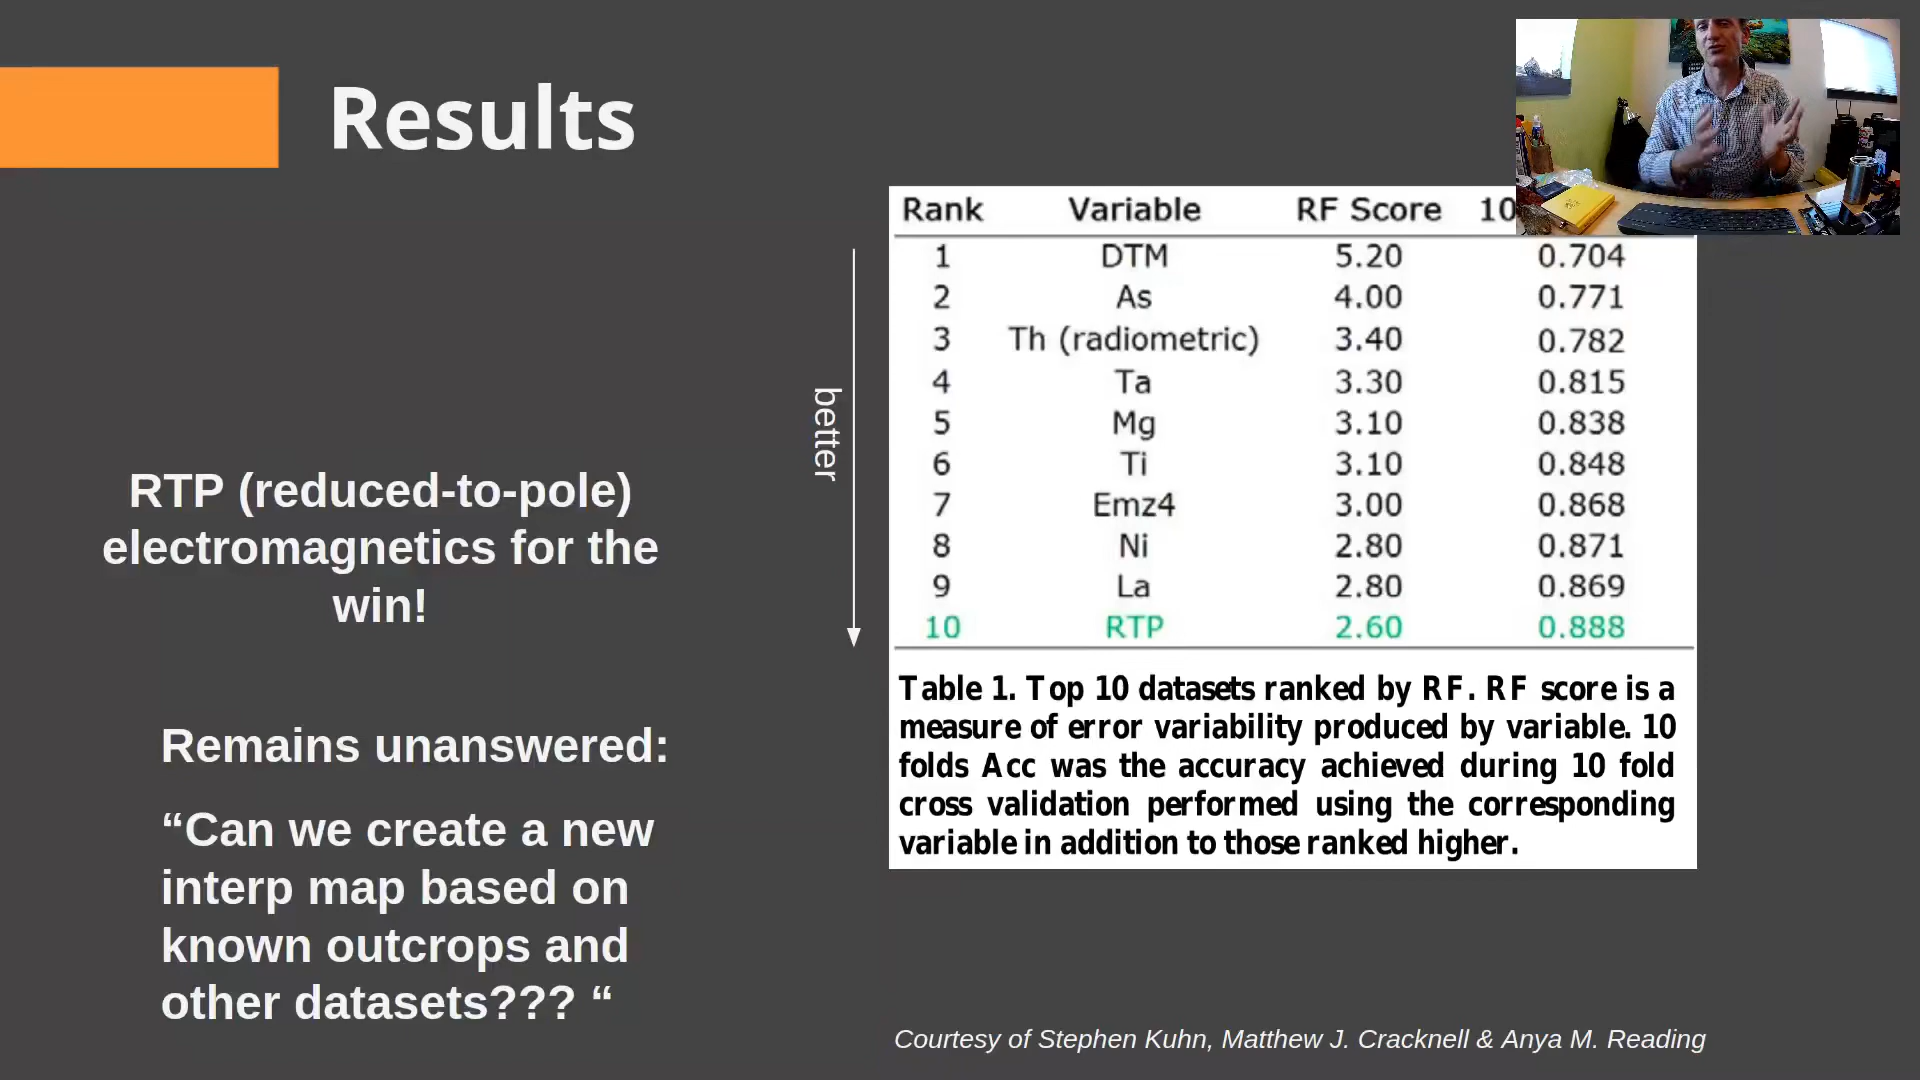 Results
RTP (reduced-to-pole)
electromagnetics for the
win!
Remains unanswered:
“Can we create a new
interp map based on
known outcrops and
other datasets??? “
better
Rank Variable RF Score 10
1 DTM 5.20 0.704
2 As 4.00 0.771
3 Th (radiometric) 3.40 0.782
4 Ta 3.30 0.815
5 Mg 3.10 0.838
6 Ti 3.10 0.848
7 Emz4 3.00 0.868
8 Ni 2.80 0.871
9 La 2.80 0.869
10 RTP 2.60 0.888
Table 1. Top 10 datasets ranked by RF. RF score is a
measure of error variability produced by variable. 10
folds Acc was the accuracy achieved during 10 fold
cross validation performed using the corresponding
variable in addition to those ranked higher.
Courtesy of Stephen Kuhn, Matthew J. Cracknell & Anya M. Reading